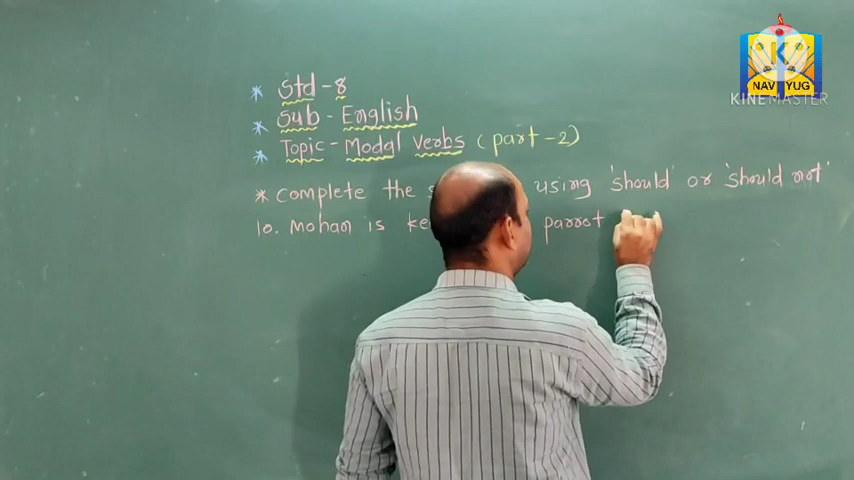 NAV YUG
KINEMASTER
* Std - 8
* Sub - English
* Topic - Modal verbs (part-2)
* Complete the using 'should' or 'should not'
10. Mohan is parrot